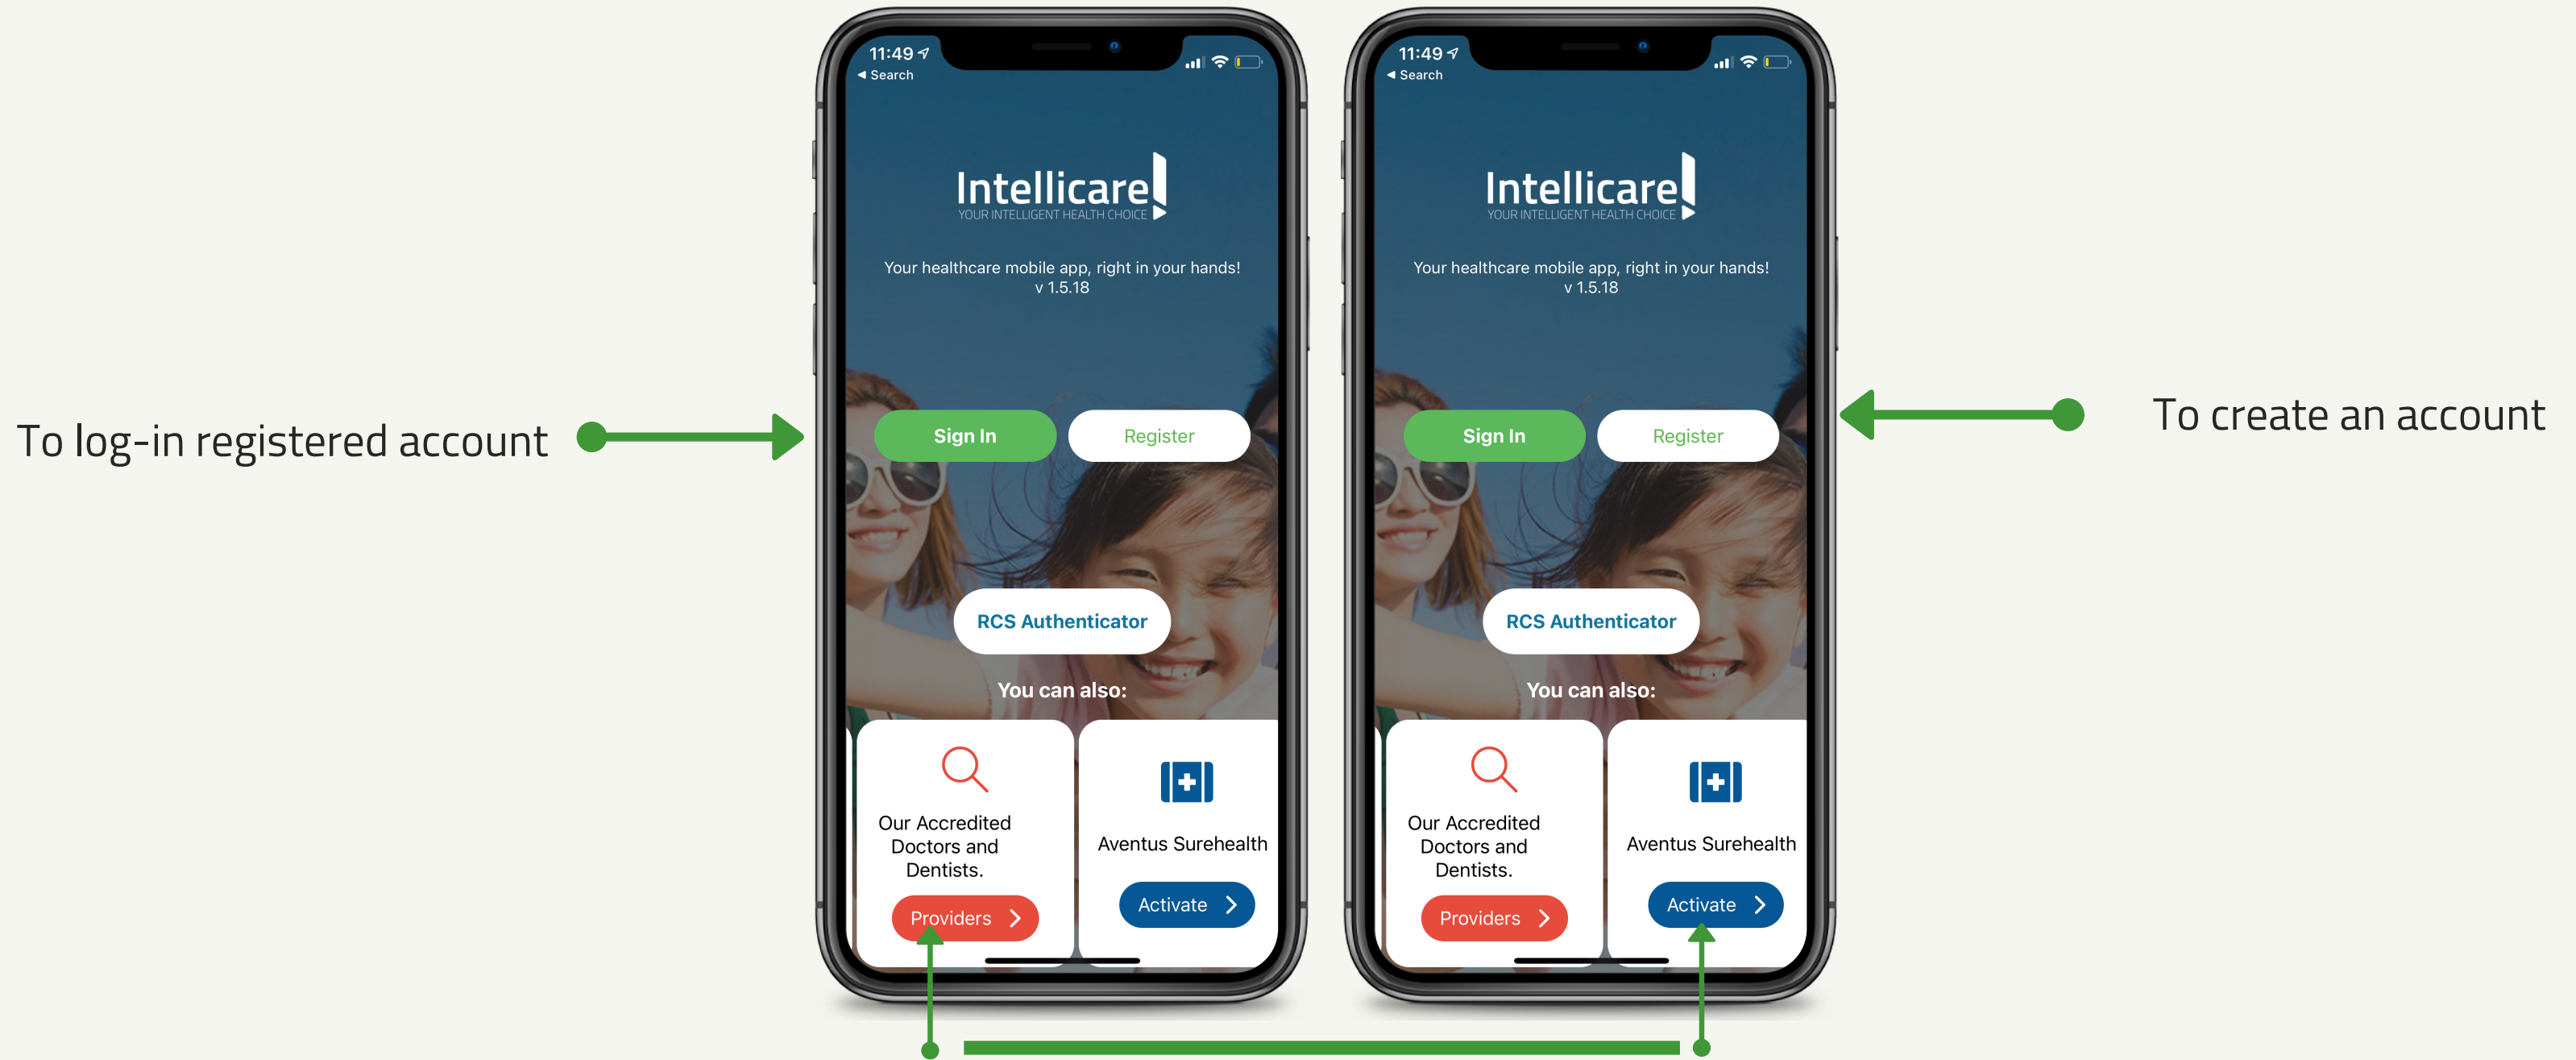 To log-in registered account
11:49
Search
Intellicare
YOUR INTELLIGENT HEALTH CHOICE
Your healthcare mobile app, right in your hands!
v 1.5.18
Sign In
Register
RCS Authenticator
You can also:
Our Accredited
Doctors and
Dentists.
Providers
Aventus Surehealth
Activate
11:49
Search
Intellicare
YOUR INTELLIGENT HEALTH CHOICE
Your healthcare mobile app, right in your hands!
v 1.5.18
Sign In
Register
RCS Authenticator
You can also:
Our Accredited
Doctors and
Dentists.
Providers
Aventus Surehealth
Activate
To create an account